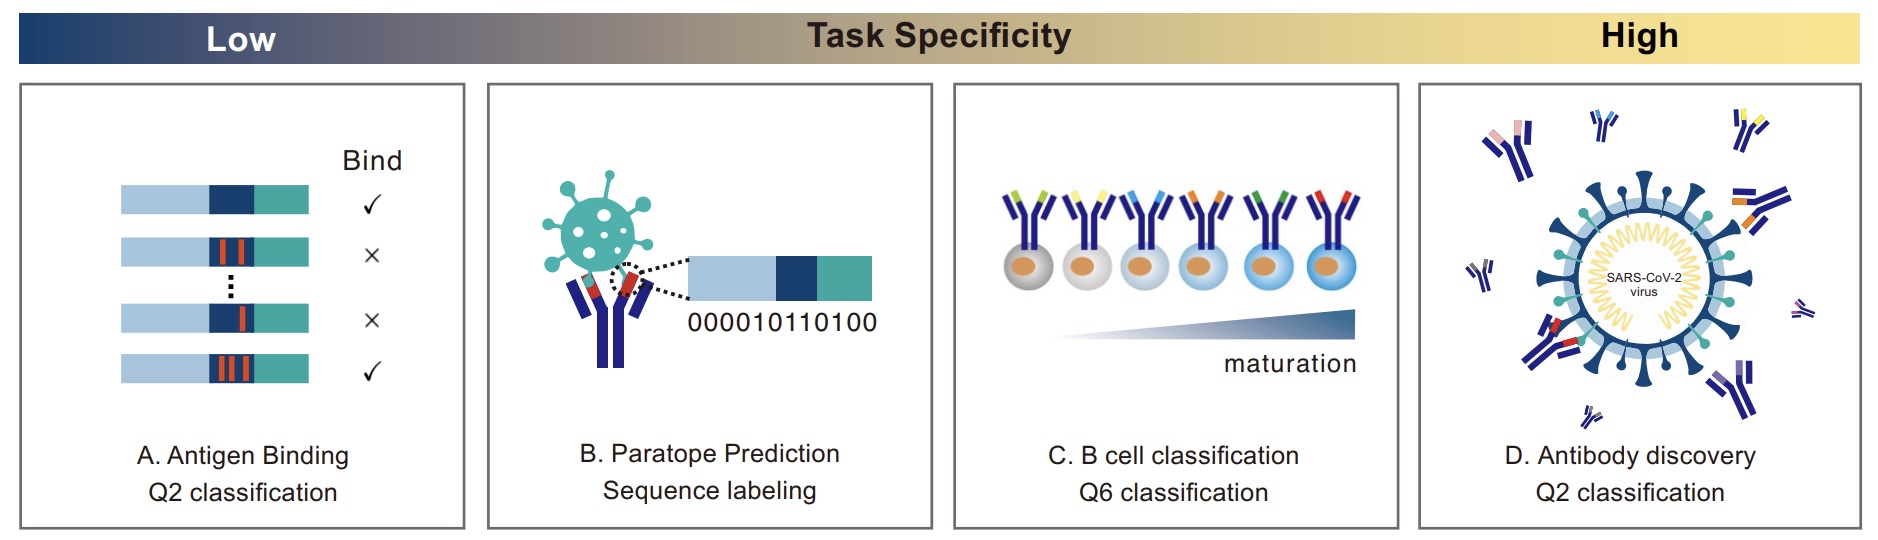 Low
Task Specificity
High
Bind
✓
×
×
✓
A. Antigen Binding
Q2 classification
000010110100
B. Paratope Prediction
Sequence labeling
maturation
C. B cell classification
Q6 classification
SARS-CoV-2
virus
D. Antibody discovery
Q2 classification